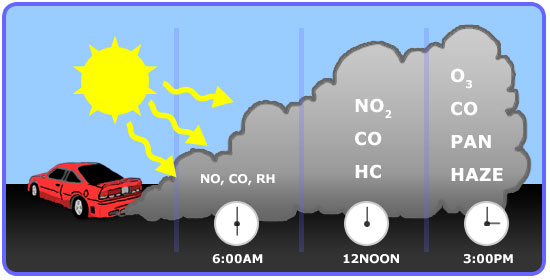 NO, CO, RH
6:00AM
NO2
CO
HC
12NOON
O3
CO
PAN
HAZE
3:00PM